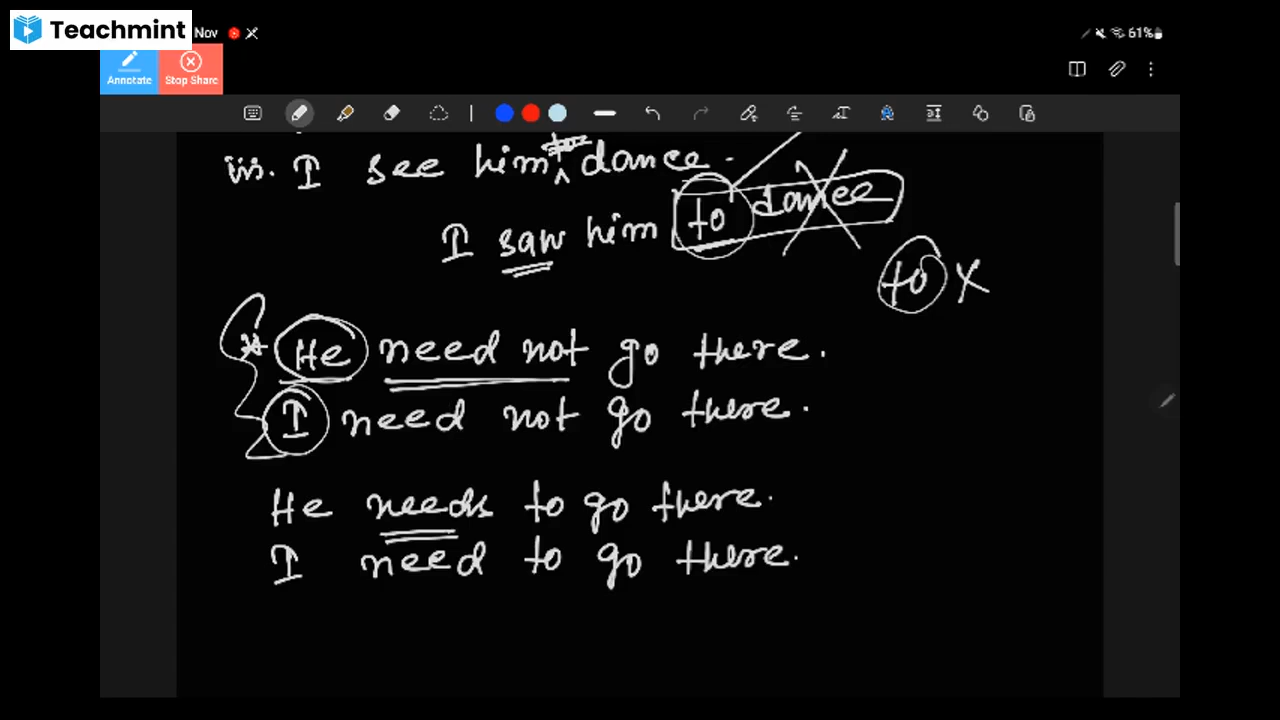 Teachmint
Nov
61%
Annotate
Stop Share
iii. I see him ^ dance.
I saw him to dance
to X
He need not go there.
I need not go there.
He needs to go there.
I need to go there.